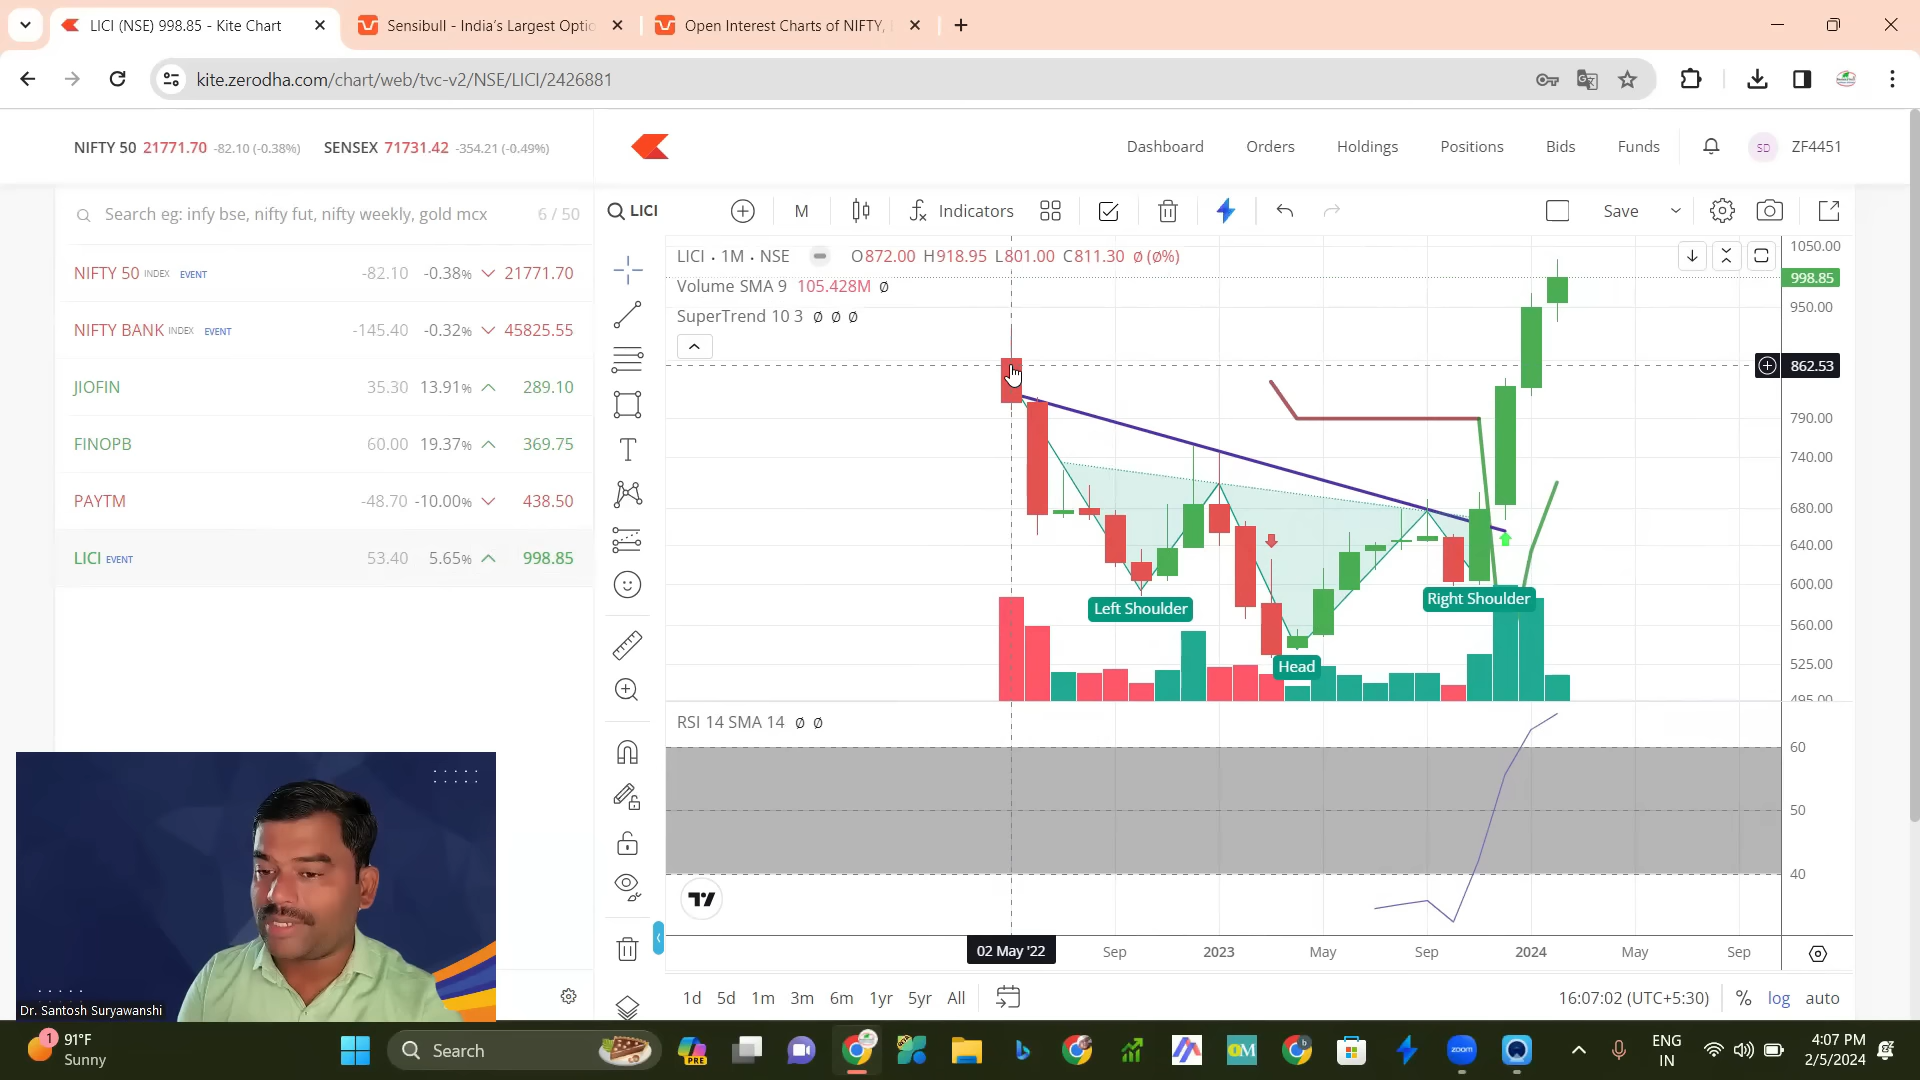 LICI (NSE) 998.85 - Kite Chart
Sensibull - India's Largest Optio
Open Interest Charts of NIFTY,
kite.zerodha.com/chart/web/tvc-v2/NSE/LICI/2426881
NIFTY 50 21771.70 -82.10 (-0.38%) SENSEX 71731.42 -354.21 (-0.49%)
Dashboard Orders Holdings Positions Bids Funds SD ZF4451
Search eg: infy bse, nifty fut, nifty weekly, gold mcx 6 / 50
NIFTY 50 INDEX EVENT -82.10 -0.38% 21771.70
NIFTY BANK INDEX EVENT -145.40 -0.32% 45825.55
JIOFIN 35.30 13.91% 289.10
FINOPB 60.00 19.37% 369.75
PAYTM -48.70 -10.00% 438.50
LICI EVENT 53.40 5.65% 998.85
LICI M Indicators Save
LICI · 1M · NSE O872.00 H918.95 L801.00 C811.30 ∅ (∅%)
Volume SMA 9 105.428M ∅
SuperTrend 10 3 ∅ ∅ ∅
1050.00
998.85
950.00
862.53
790.00
740.00
680.00
640.00
600.00
560.00
525.00
495.00
Left Shoulder
Head
Right Shoulder
RSI 14 SMA 14 ∅ ∅
60
50
40
02 May '22 Sep 2023 May Sep 2024 May Sep
1d 5d 1m 3m 6m 1yr 5yr All
16:07:02 (UTC+5:30) % log auto
Dr. Santosh Suryawanshi
1
91°F
Sunny
Search
PRE
zoom
ENG
IN
4:07 PM
2/5/2024